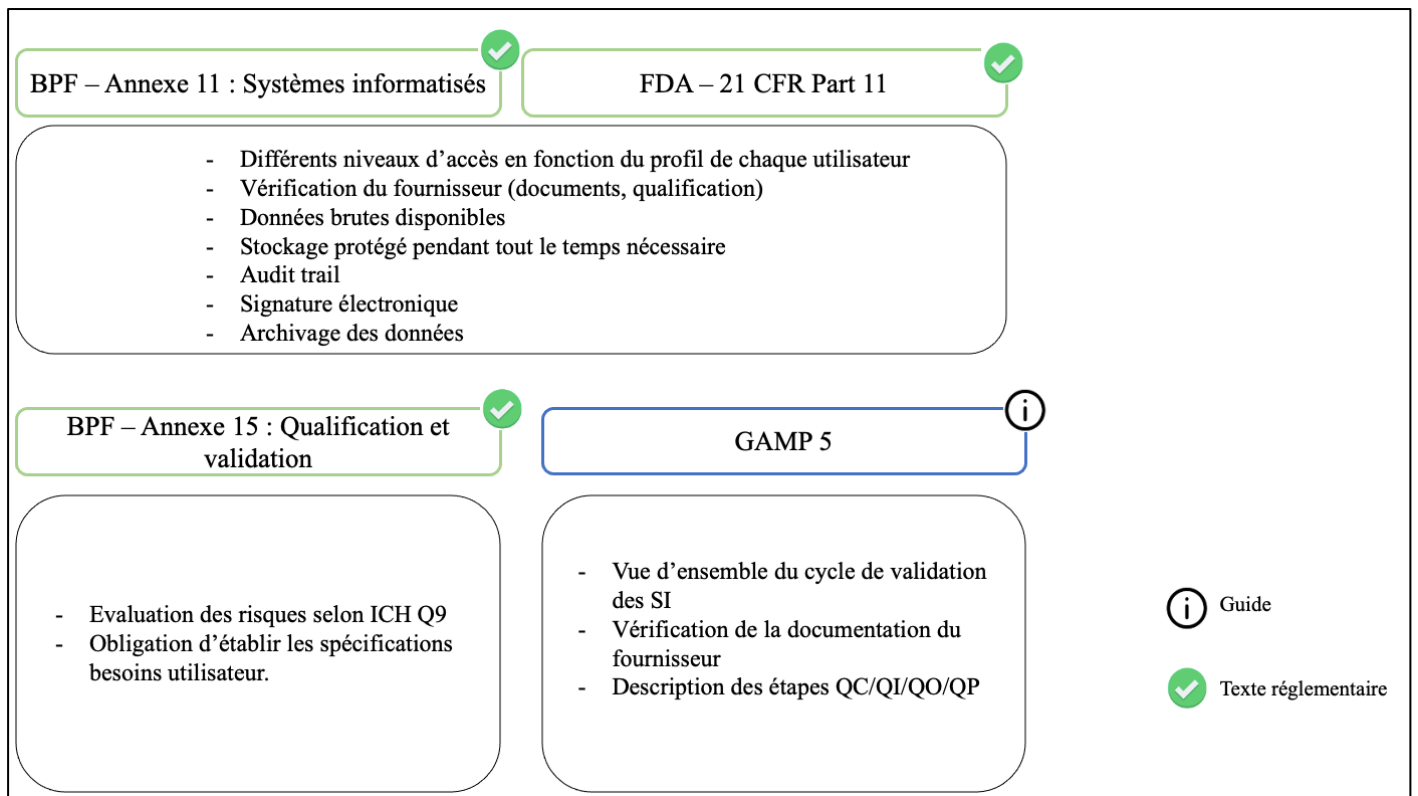 BPF – Annexe 11 : Systèmes informatisés
FDA – 21 CFR Part 11
- Différents niveaux d’accès en fonction du profil de chaque utilisateur
- Vérification du fournisseur (documents, qualification)
- Données brutes disponibles
- Stockage protégé pendant tout le temps nécessaire
- Audit trail
- Signature électronique
- Archivage des données
BPF – Annexe 15 : Qualification et
validation
GAMP 5
- Evaluation des risques selon ICH Q9
- Obligation d’établir les spécifications
besoins utilisateur.
- Vue d’ensemble du cycle de validation
des SI
- Vérification de la documentation du
fournisseur
- Description des étapes QC/QI/QO/QP
Guide
Texte réglementaire